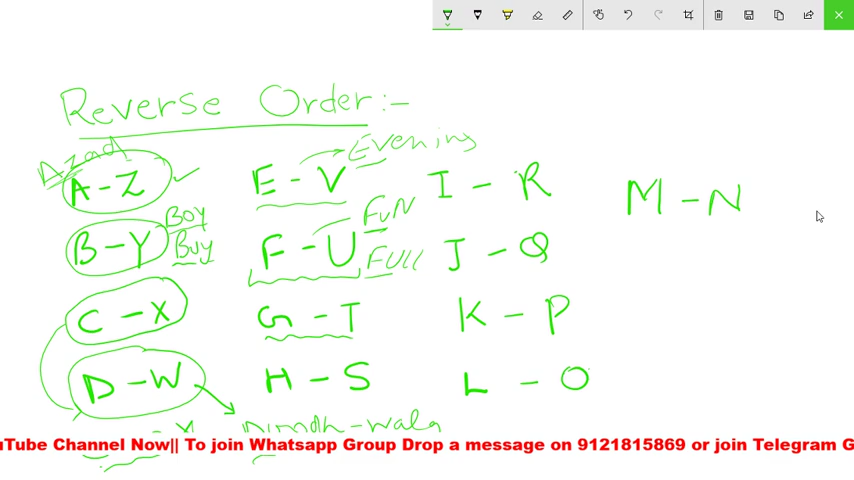 Reverse Order:-
Azad
Evening
A-Z E-V I-R M-N
BOY
BUY
FUN
FULL
B-Y F-U J-Q
C-X G-T K-P
D-W H-S L-O
-wala
uTube Channel Now|| To join Whatsapp Group Drop a message on 9121815869 or join Telegram G